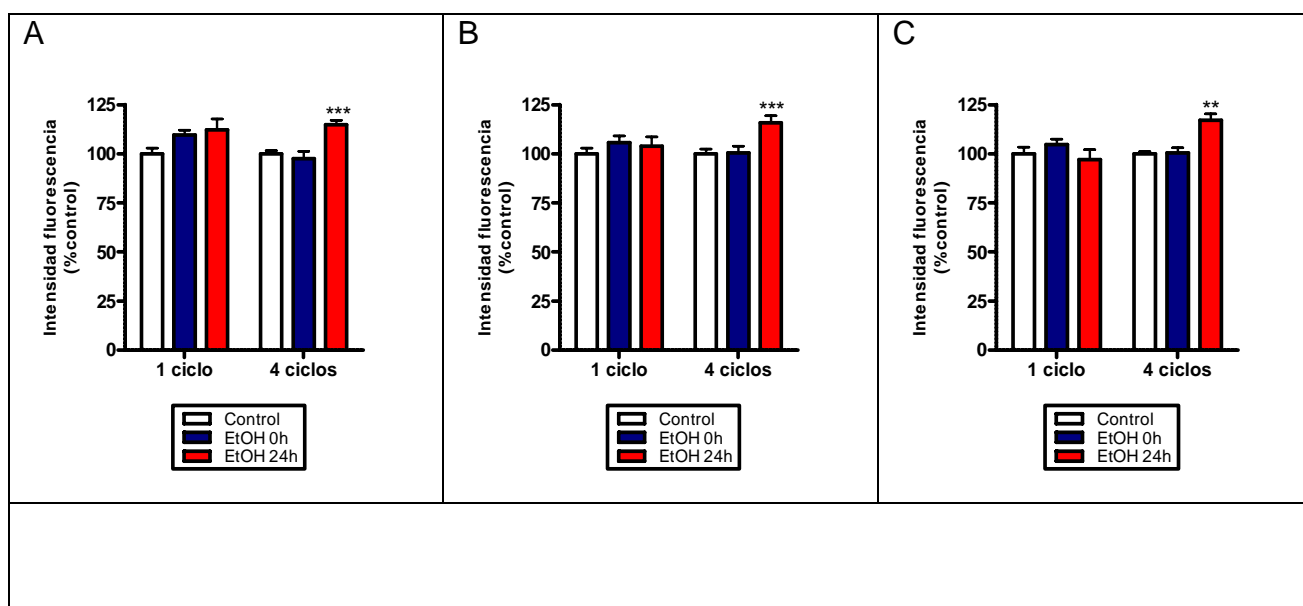 A
Intensidad fluorescencia
(%control)
125
100
75
50
25
0
***
1 ciclo
4 ciclos
Control
EtOH 0h
EtOH 24h
B
Intensidad fluorescencia
(%control)
125
100
75
50
25
0
***
1 ciclo
4 ciclos
Control
EtOH 0h
EtOH 24h
C
Intensidad fluorescencia
(%control)
125
100
75
50
25
0
**
1 ciclo
4 ciclos
Control
EtOH 0h
EtOH 24h